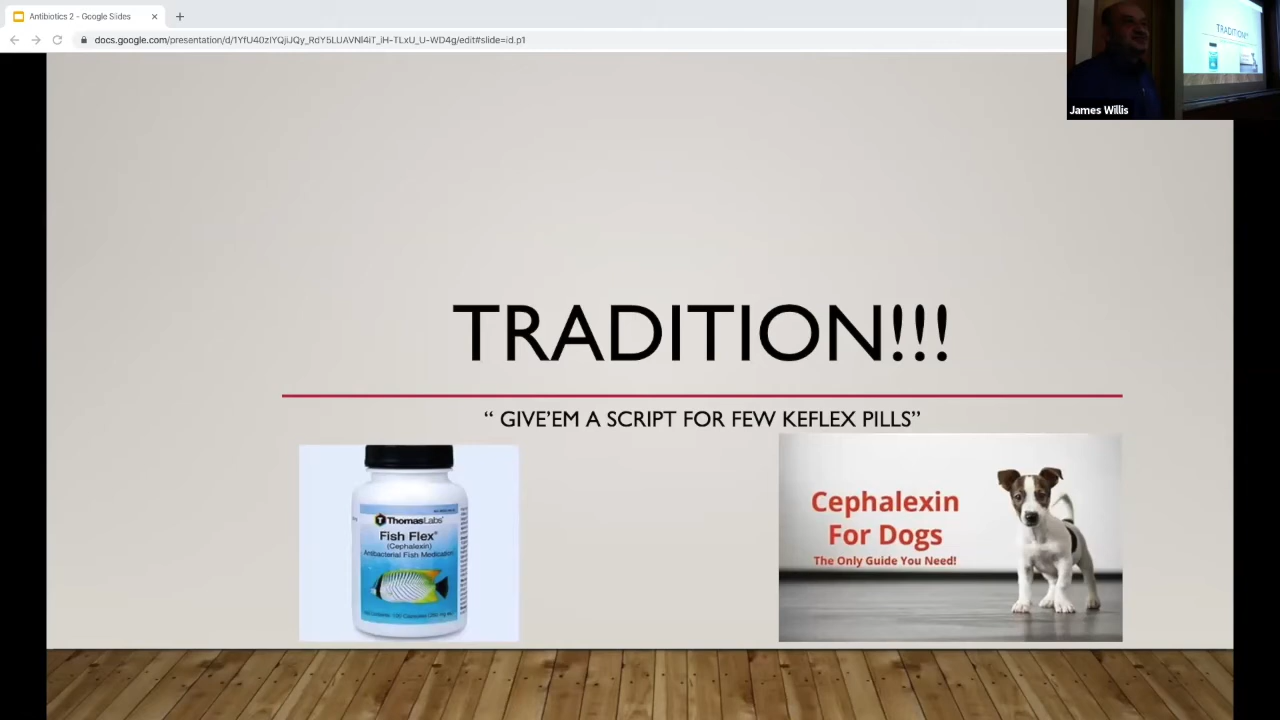 Antibiotics 2 - Google Slides
docs.google.com/presentation/d/1YfU40zIYQjiJQy_RdY5LUAVNl4iT_iH-TLxU_U-WD4g/edit#slide=id.p1
TRADITION!!!
James Willis
TRADITION!!!
“ GIVE’EM A SCRIPT FOR FEW KEFLEX PILLS”
ThomasLabs
Fish Flex®
(Cephalexin)
Antibacterial Fish Medication
Cephalexin
For Dogs
The Only Guide You Need!